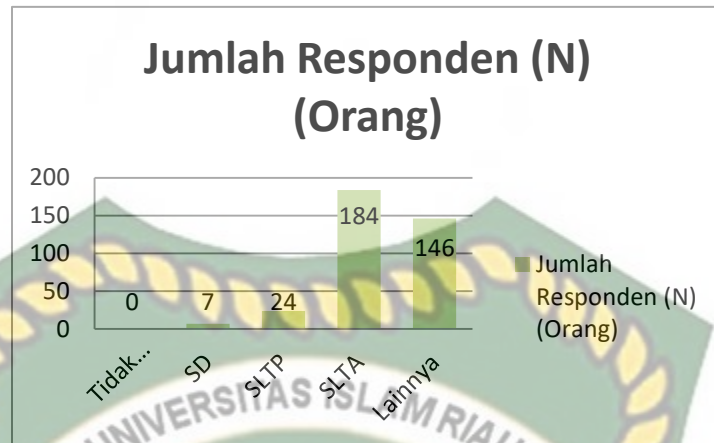 Jumlah Responden (N)
(Orang)
200
150
100
50
0
0
7
24
184
146
Tidak...
SD
SLTP
SLTA
Lainnya
Jumlah
Responden (N)
(Orang)
UNIVERSITAS ISLAM RIAU